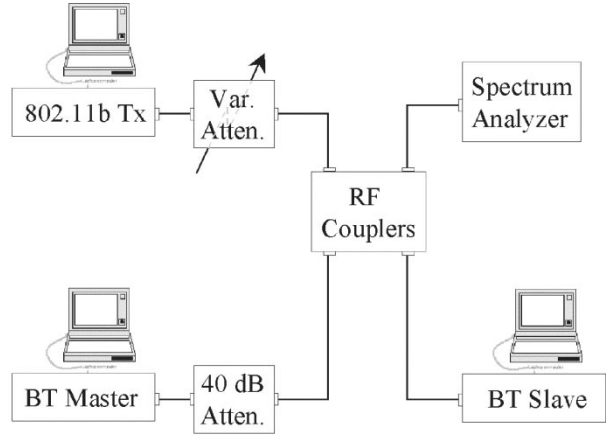 802.11b Tx
Var.
Atten.
Spectrum
Analyzer
RF
Couplers
BT Master
40 dB
Atten.
BT Slave